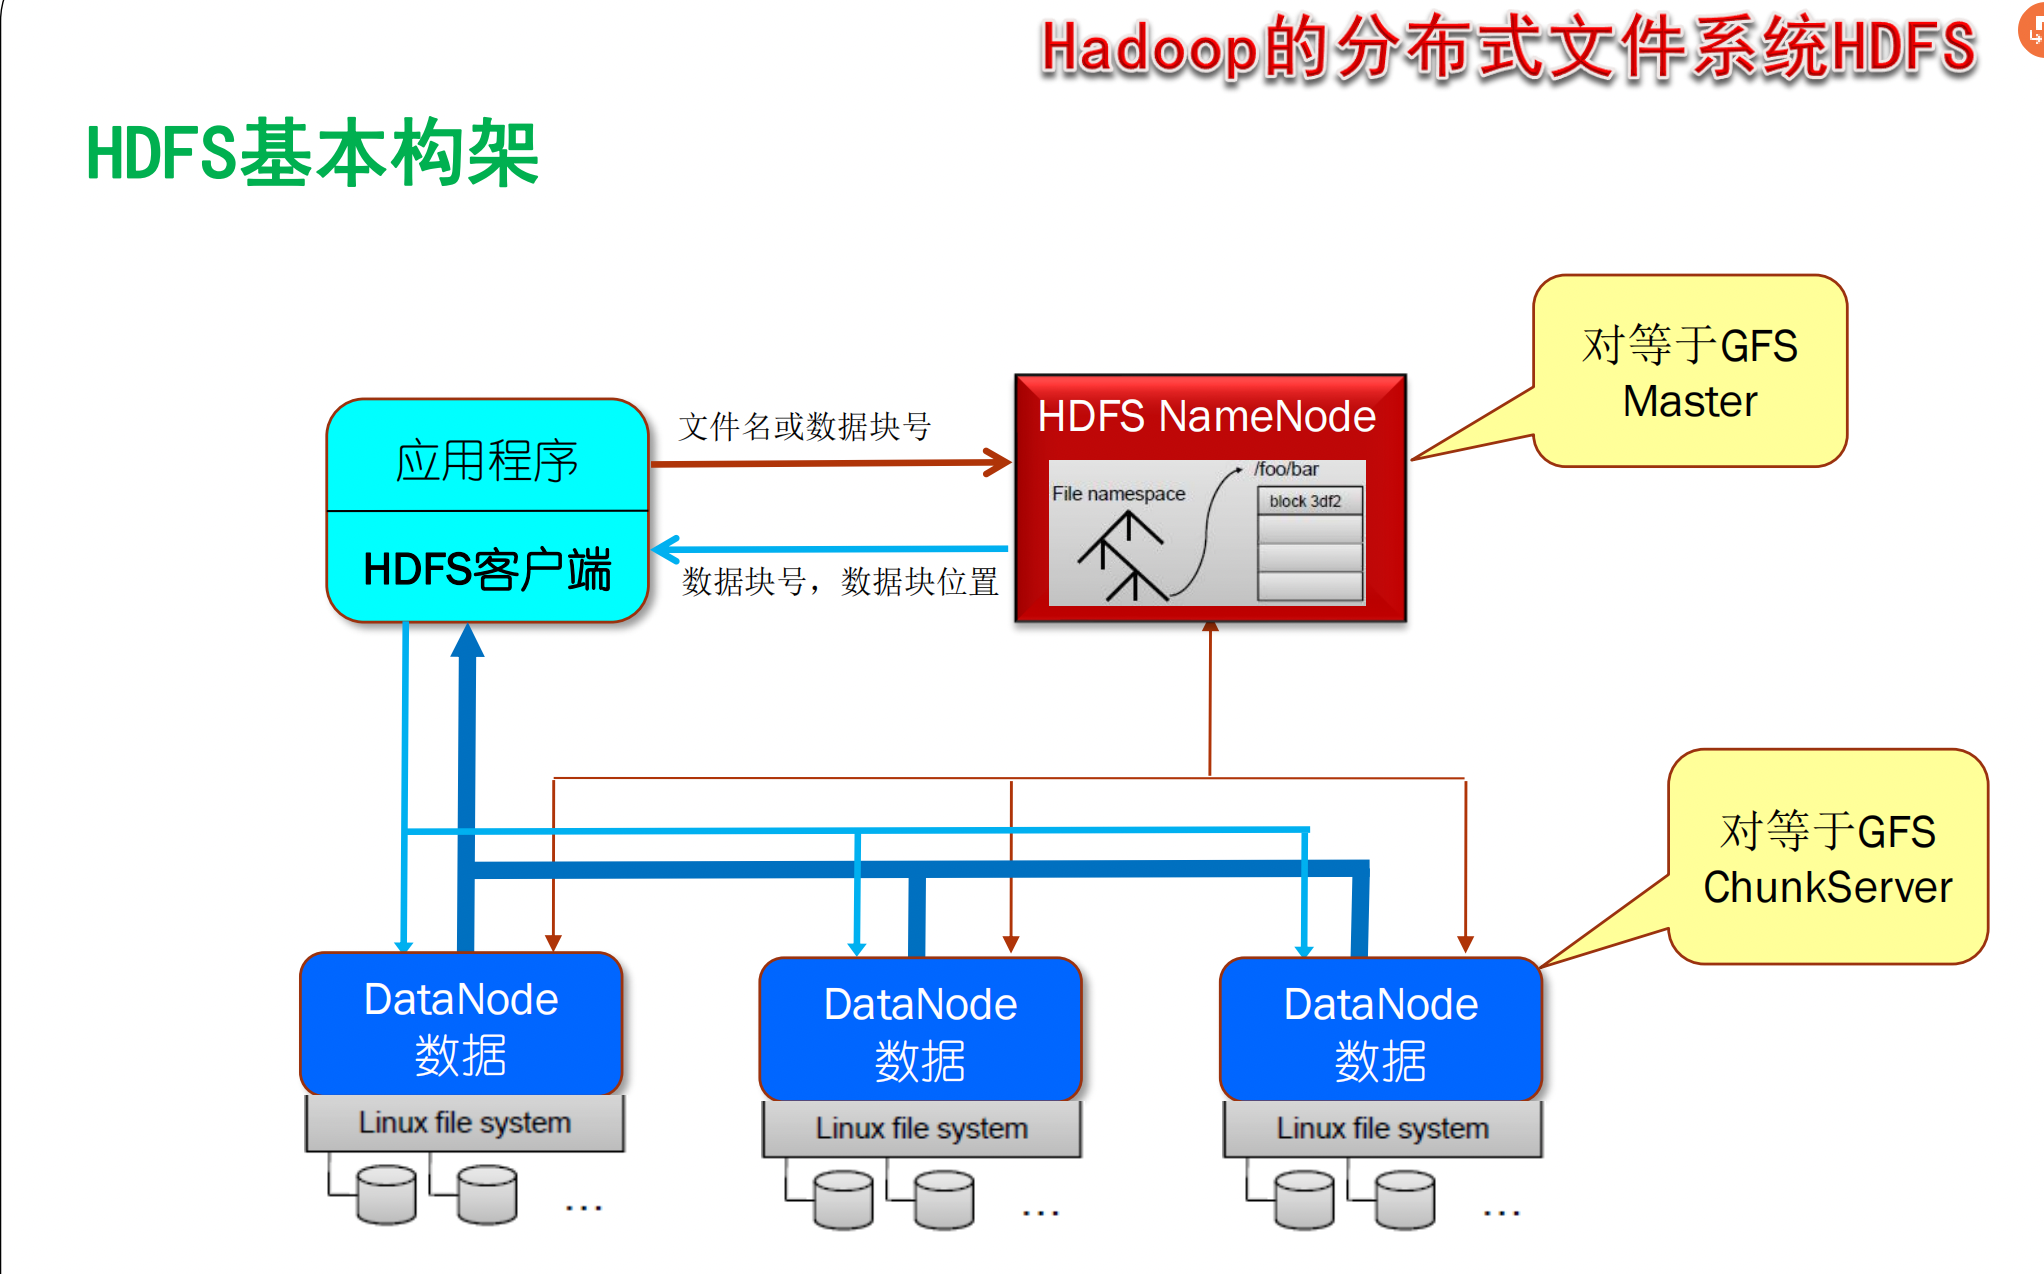 Hadoop的分布式文件系统HDFS
HDFS基本构架
对等于GFS
Master
应用程序
HDFS客户端
文件名或数据块号
数据块号，数据块位置
HDFS NameNode
File namespace
/foo/bar
block 3df2
对等于GFS
ChunkServer
DataNode
数据
Linux file system
...
DataNode
数据
Linux file system
...
DataNode
数据
Linux file system
...